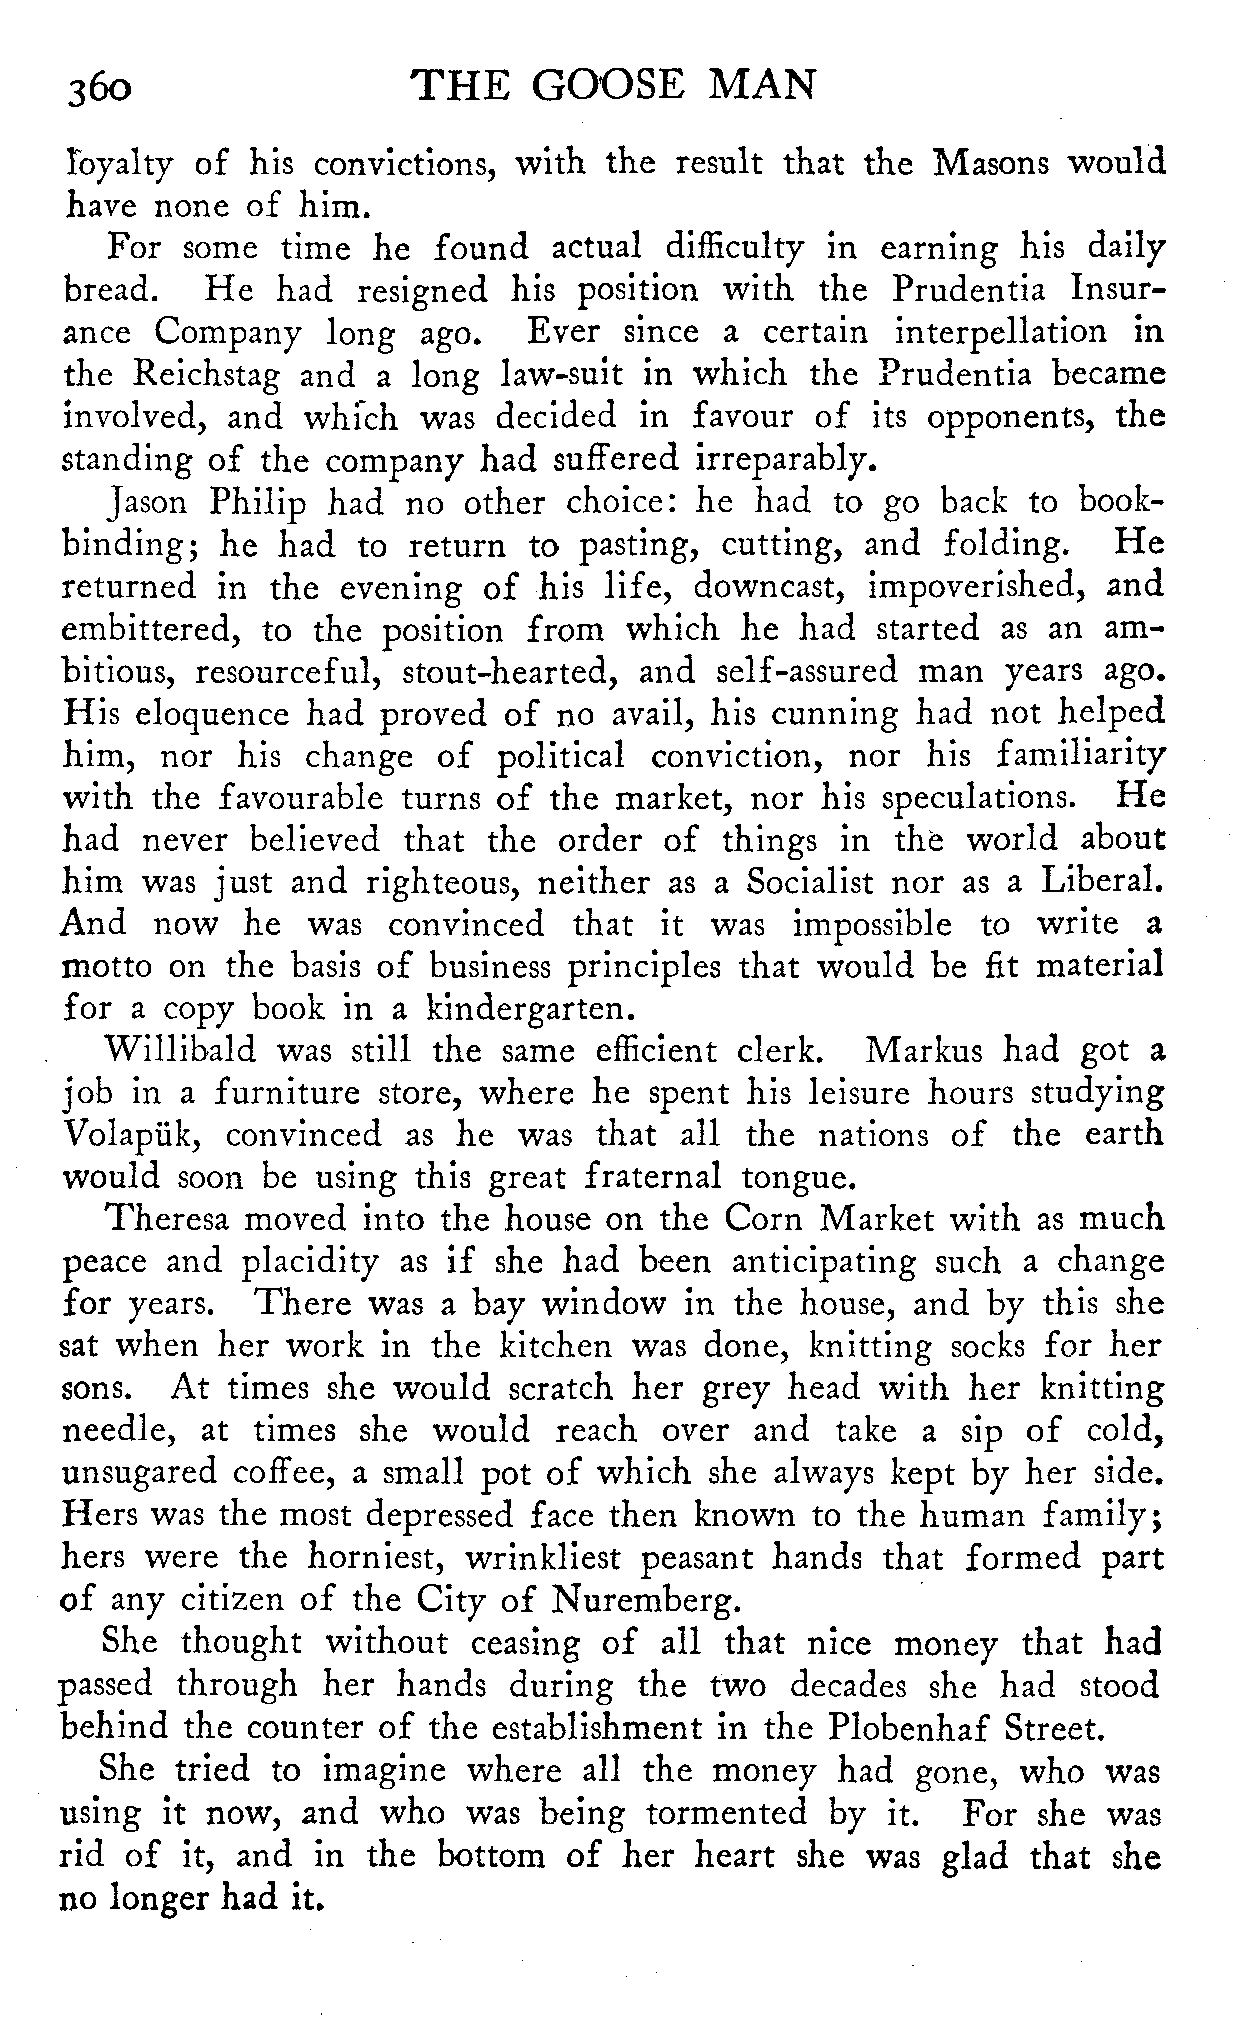 360 THE GOOSE MAN
loyalty of his convictions, with the result that the Masons would
have none of him.
For some time he found actual difficulty in earning his daily
bread. He had resigned his position with the Prudentia Insur-
ance Company long ago. Ever since a certain interpellation in
the Reichstag and a long law-suit in which the Prudentia became
involved, and which was decided in favour of its opponents, the
standing of the company had suffered irreparably.
Jason Philip had no other choice: he had to go back to book-
binding; he had to return to pasting, cutting, and folding. He
returned in the evening of his life, downcast, impoverished, and
embittered, to the position from which he had started as an am-
bitious, resourceful, stout-hearted, and self-assured man years ago.
His eloquence had proved of no avail, his cunning had not helped
him, nor his change of political conviction, nor his familiarity
with the favourable turns of the market, nor his speculations. He
had never believed that the order of things in the world about
him was just and righteous, neither as a Socialist nor as a Liberal.
And now he was convinced that it was impossible to write a
motto on the basis of business principles that would be fit material
for a copy book in a kindergarten.
Willibald was still the same efficient clerk. Markus had got a
job in a furniture store, where he spent his leisure hours studying
Volapük, convinced as he was that all the nations of the earth
would soon be using this great fraternal tongue.
Theresa moved into the house on the Corn Market with as much
peace and placidity as if she had been anticipating such a change
for years. There was a bay window in the house, and by this she
sat when her work in the kitchen was done, knitting socks for her
sons. At times she would scratch her grey head with her knitting
needle, at times she would reach over and take a sip of cold,
unsugared coffee, a small pot of which she always kept by her side.
Hers was the most depressed face then known to the human family;
hers were the horniest, wrinkliest peasant hands that formed part
of any citizen of the City of Nuremberg.
She thought without ceasing of all that nice money that had
passed through her hands during the two decades she had stood
behind the counter of the establishment in the Plobenhaf Street.
She tried to imagine where all the money had gone, who was
using it now, and who was being tormented by it. For she was
rid of it, and in the bottom of her heart she was glad that she
no longer had it.